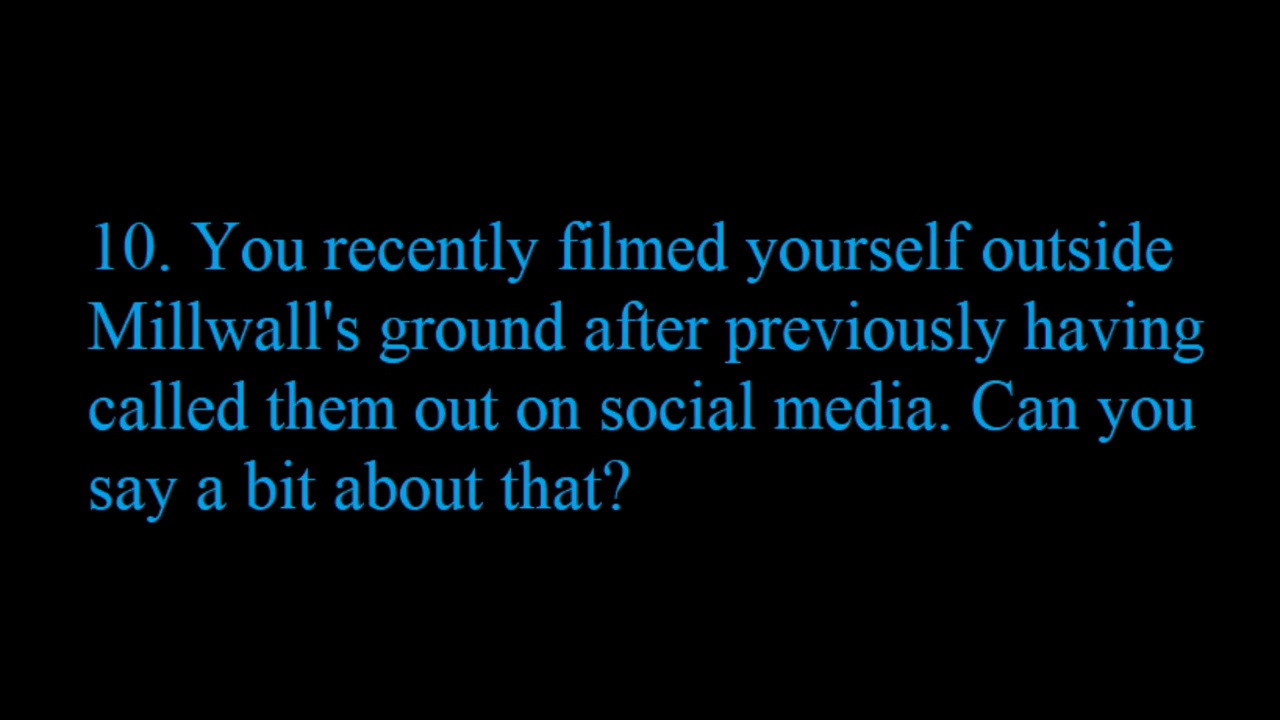 10. You recently filmed yourself outside
Millwall's ground after previously having
called them out on social media. Can you
say a bit about that?